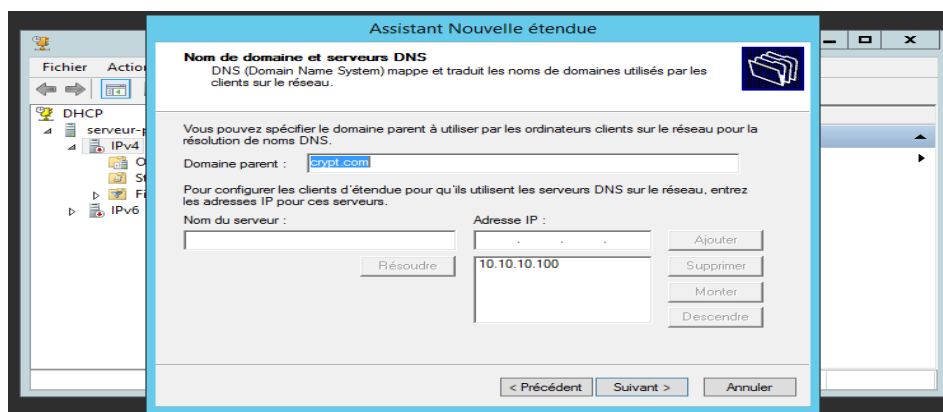 Assistant Nouvelle étendue
Fichier Action
Nom de domaine et serveurs DNS
DNS (Domain Name System) mappe et traduit les noms de domaines utilisés par les
clients sur le réseau.
DHCP
serveur-p
IPv4
O
St
Fi
IPv6
Vous pouvez spécifier le domaine parent à utiliser par les ordinateurs clients sur le réseau pour la
résolution de noms DNS.
Domaine parent : crypt.com
Pour configurer les clients d'étendue pour qu'ils utilisent les serveurs DNS sur le réseau, entrez
les adresses IP pour ces serveurs.
Nom du serveur : Adresse IP :
. . . Ajouter
Résoudre 10.10.10.100 Supprimer
Monter
Descendre
< Précédent Suivant > Annuler